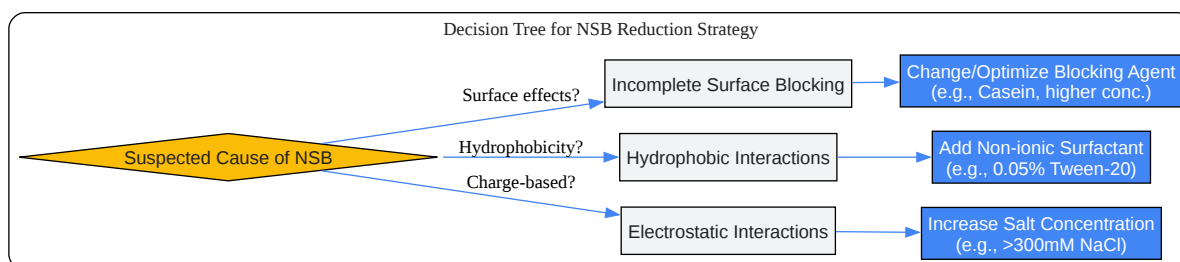 Decision Tree for NSB Reduction Strategy
Suspected Cause of NSB
Surface effects?
Incomplete Surface Blocking
Change/Optimize Blocking Agent
(e.g., Casein, higher conc.)
Hydrophobicity?
Hydrophobic Interactions
Add Non-ionic Surfactant
(e.g., 0.05% Tween-20)
Charge-based?
Electrostatic Interactions
Increase Salt Concentration
(e.g., >300mM NaCl)